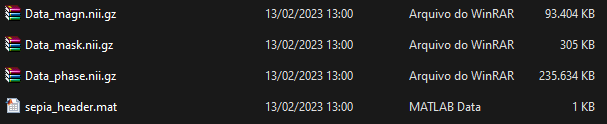 Data_magn.nii.gz 13/02/2023 13:00 Arquivo do WinRAR 93.404 KB
Data_mask.nii.gz 13/02/2023 13:00 Arquivo do WinRAR 305 KB
Data_phase.nii.gz 13/02/2023 13:00 Arquivo do WinRAR 235.634 KB
sepia_header.mat 13/02/2023 13:00 MATLAB Data 1 KB